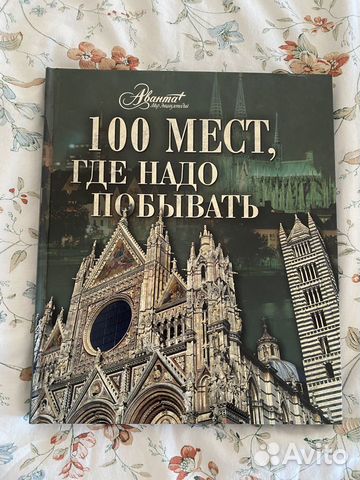 Аванта+
100 МЕСТ,
ГДЕ НАДО
ПОБЫВАТЬ
Avito